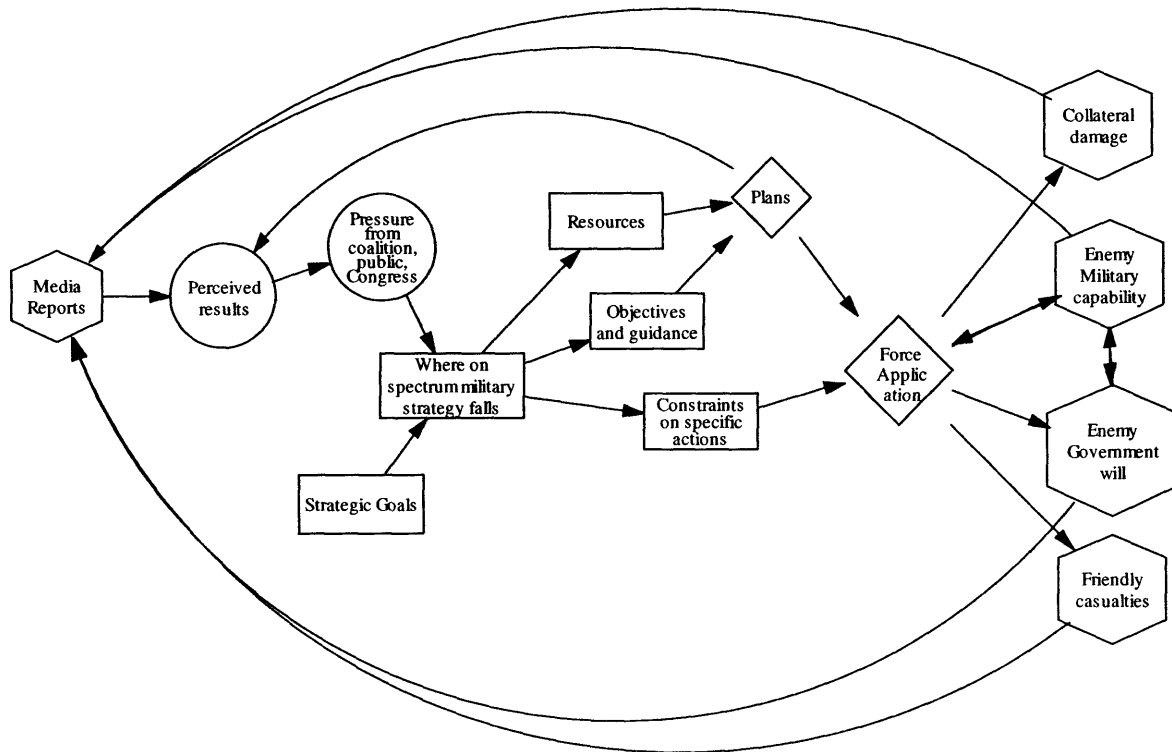 Collateral
damage
Plans
Resources
Pressure
from
coalition,
public,
Congress
Enemy
Military
capability
Media
Reports
Perceived
results
Objectives
and guidance
Where on
spectrum military
strategy falls
Force
Applic
ation
Constraints
on specific
actions
Enemy
Government
will
Strategic Goals
Friendly
casualties